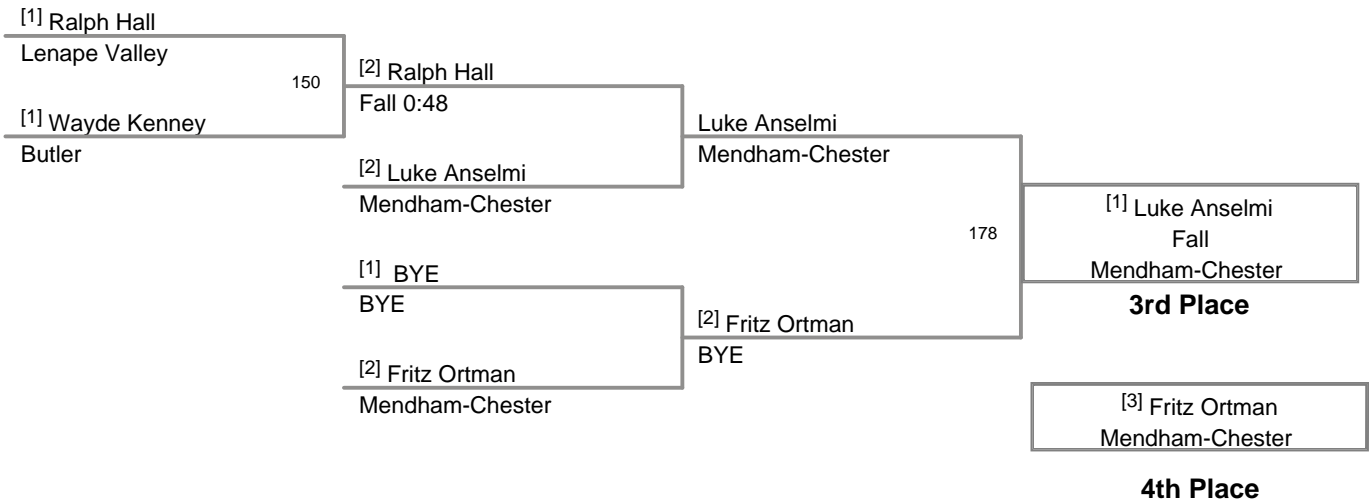 [1] Ralph Hall
Lenape Valley
150
[1] Wayde Kenney
Butler
[2] Ralph Hall
Fall 0:48
[2] Luke Anselmi
Mendham-Chester
[1] BYE
BYE
[2] Fritz Ortman
Mendham-Chester
Luke Anselmi
Mendham-Chester
178
[2] Fritz Ortman
BYE
[1] Luke Anselmi
Fall
Mendham-Chester
3rd Place
[3] Fritz Ortman
Mendham-Chester
4th Place